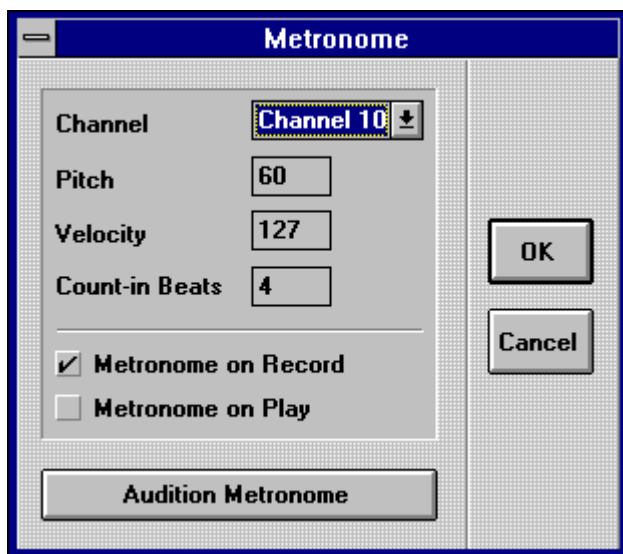 Metronome
Channel Channel 10
Pitch 60
Velocity 127
Count-in Beats 4
Metronome on Record
Metronome on Play
Audition Metronome
OK
Cancel